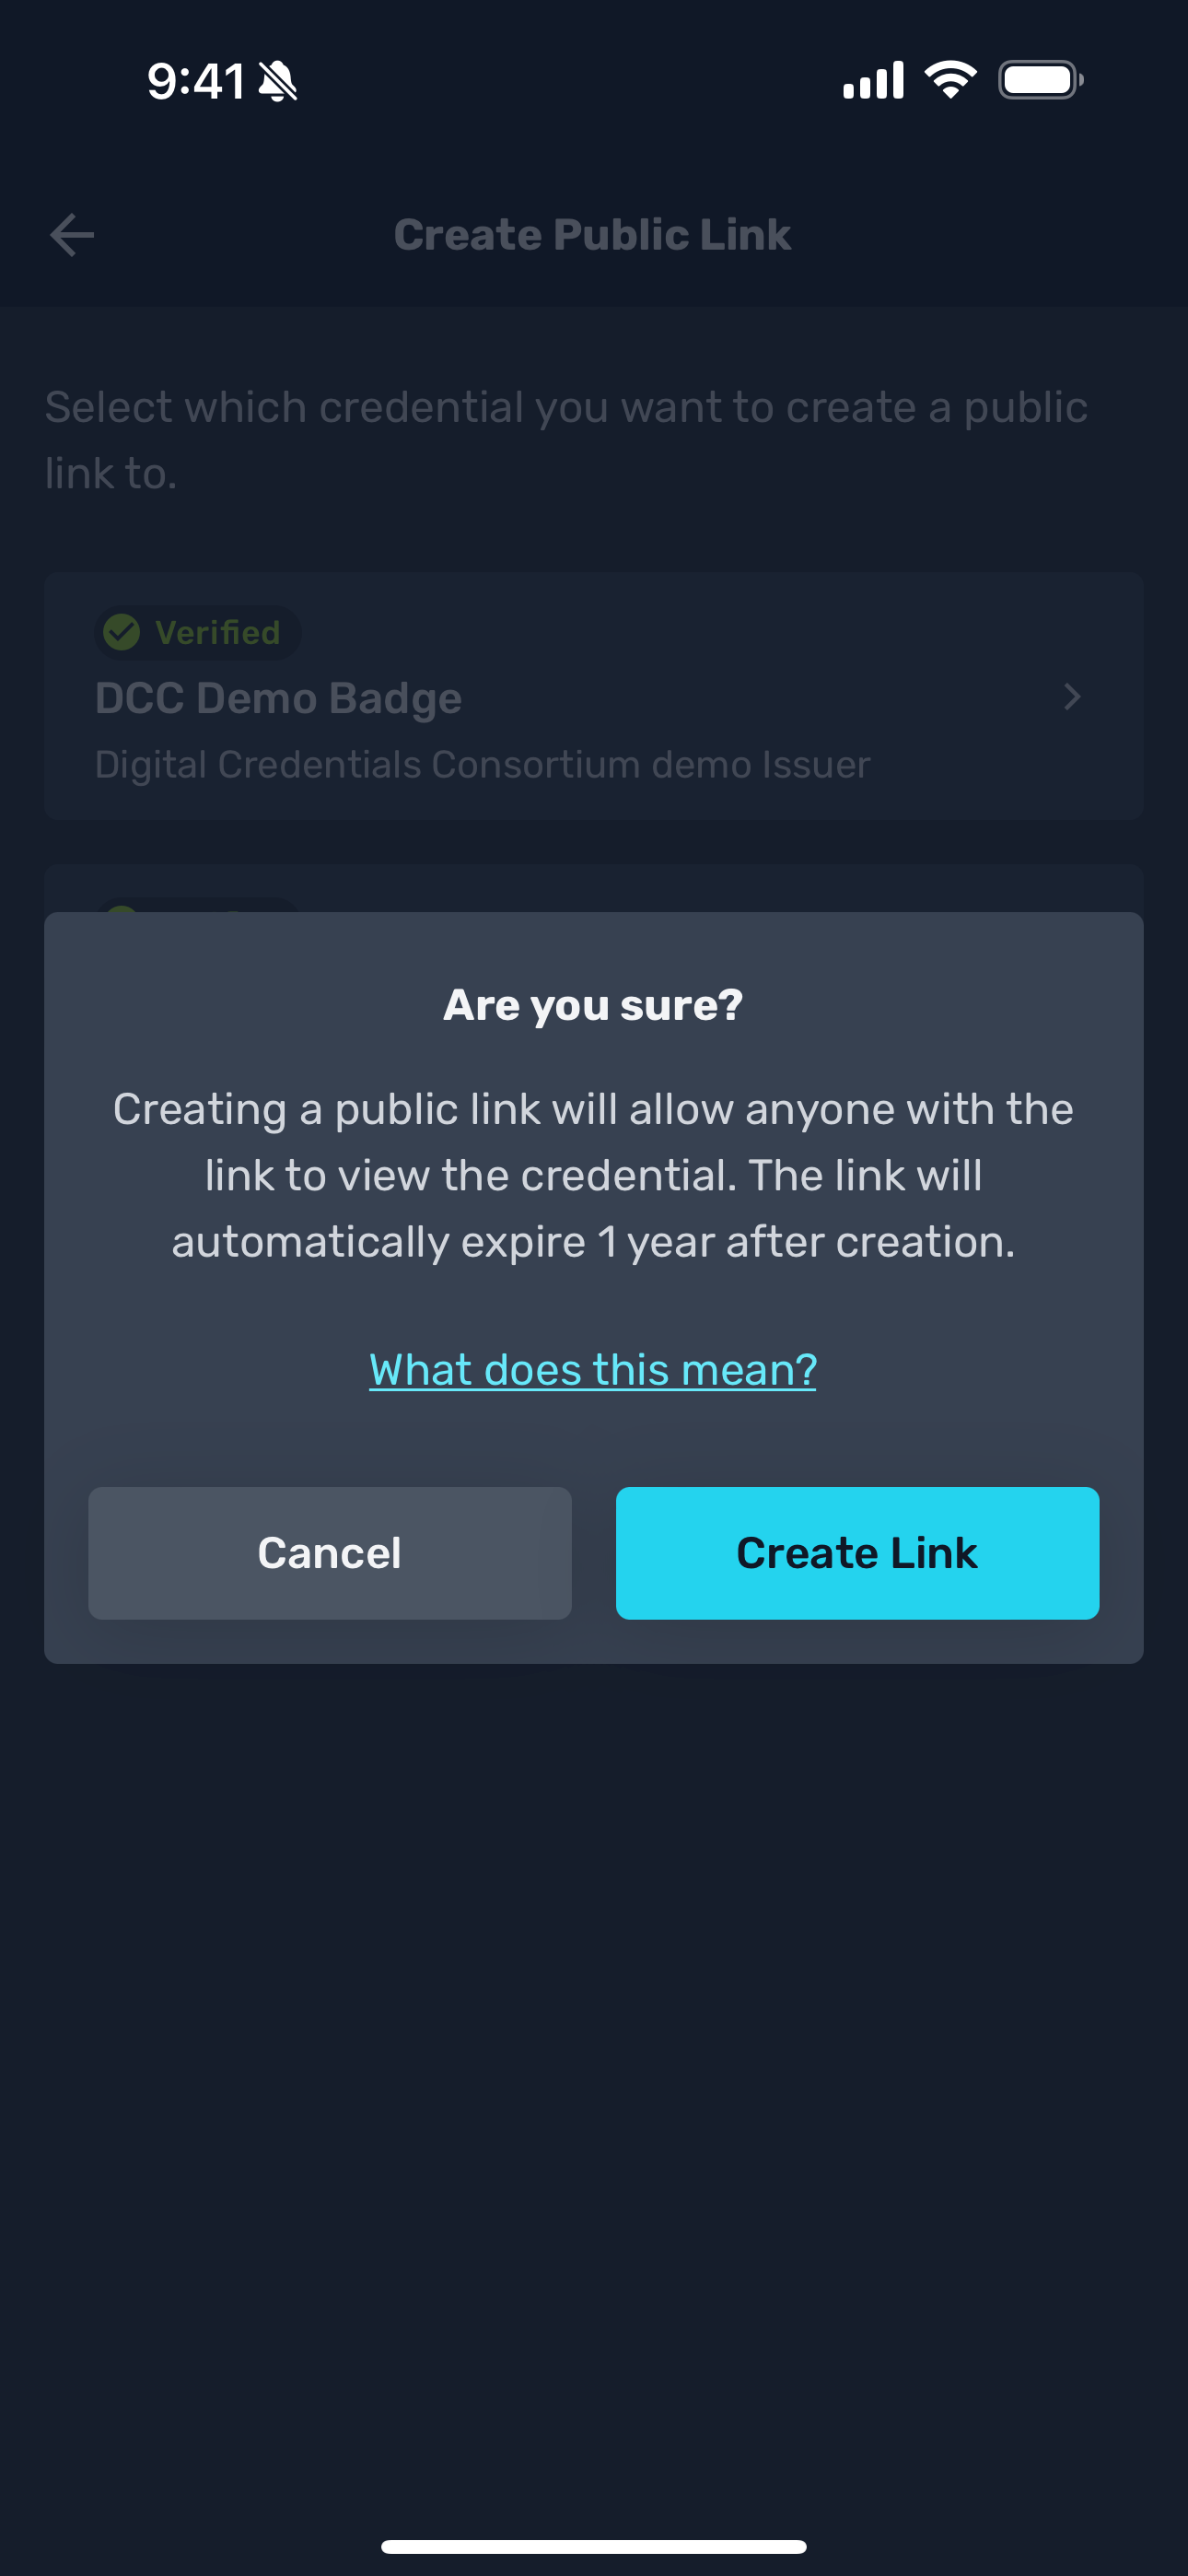 9:41
Create Public Link
Select which credential you want to create a public
link to.
Verified
DCC Demo Badge
Digital Credentials Consortium demo Issuer
Are you sure?
Creating a public link will allow anyone with the
link to view the credential. The link will
automatically expire 1 year after creation.
What does this mean?
Cancel
Create Link